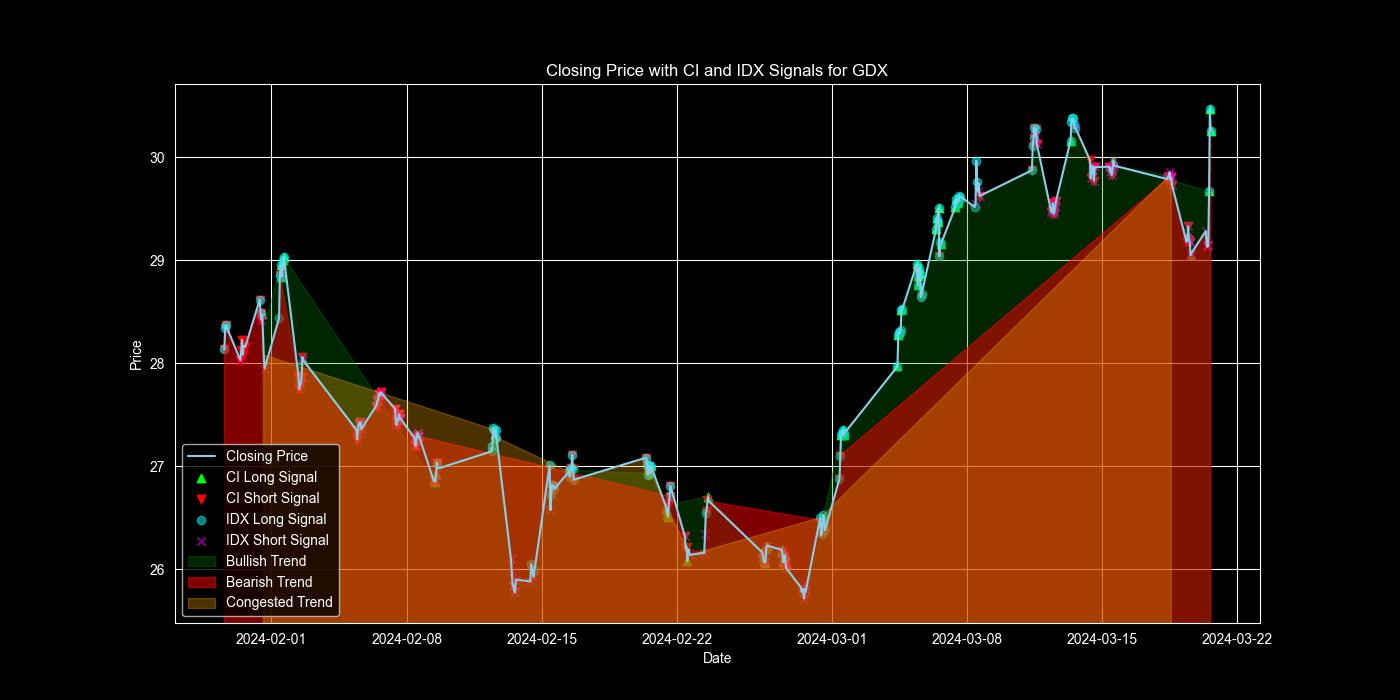 Closing Price with CI and IDX Signals for GDX
Price
30
29
28
27
26
Closing Price
CI Long Signal
CI Short Signal
IDX Long Signal
IDX Short Signal
Bullish Trend
Bearish Trend
Congested Trend
2024-02-01 2024-02-08 2024-02-15 2024-02-22 2024-03-01 2024-03-08 2024-03-15 2024-03-22
Date